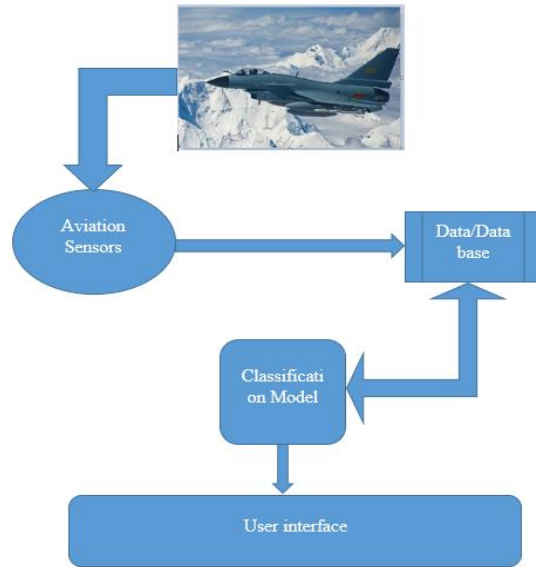 Aviation
Sensors
Data/Data
base
Classificati
on Model
User interface